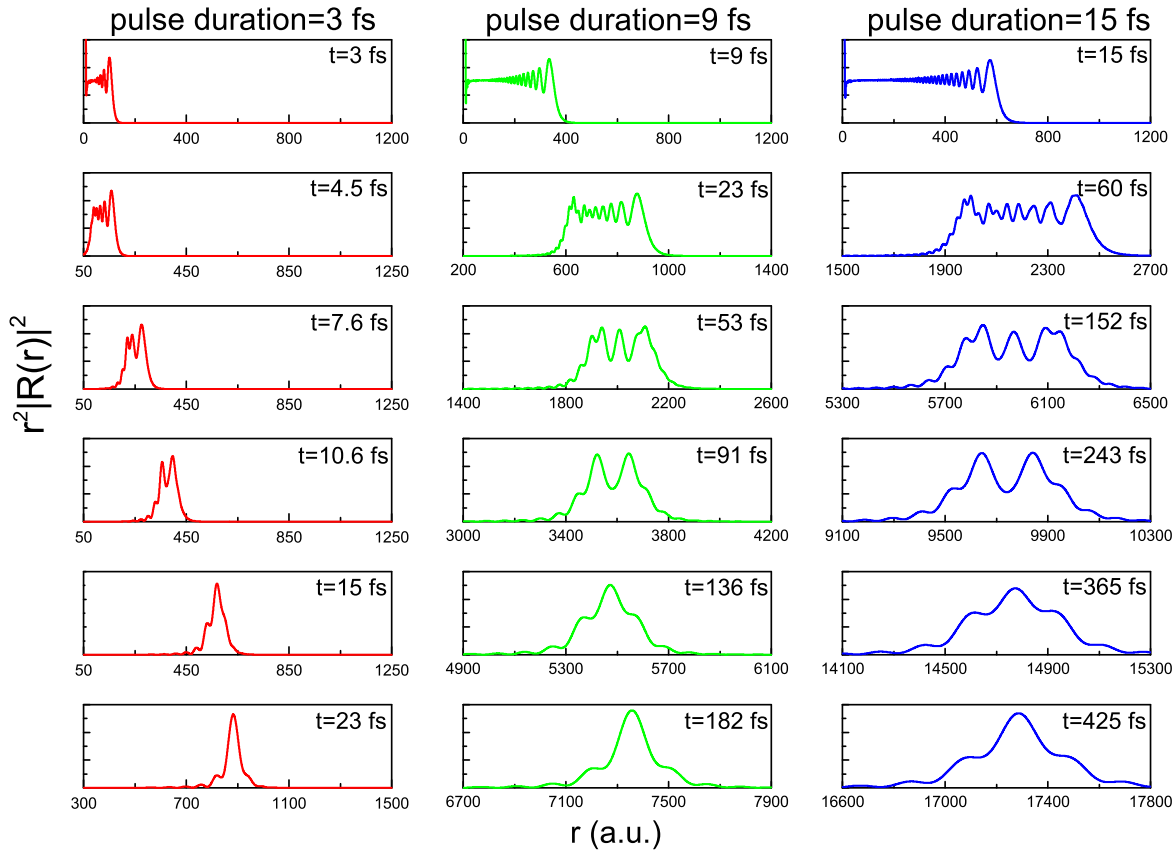 pulse duration=3 fs pulse duration=9 fs pulse duration=15 fs
t=3 fs t=9 fs t=15 fs
0 400 800 1200 0 400 800 1200 0 400 800 1200
t=4.5 fs t=23 fs t=60 fs
50 450 850 1250 200 600 1000 1400 1500 1900 2300 2700
t=7.6 fs t=53 fs t=152 fs
50 450 850 1250 1400 1800 2200 2600 5300 5700 6100 6500
r²|R(r)|²
t=10.6 fs t=91 fs t=243 fs
50 450 850 1250 3000 3400 3800 4200 9100 9500 9900 10300
t=15 fs t=136 fs t=365 fs
50 450 850 1250 4900 5300 5700 6100 14100 14500 14900 15300
t=23 fs t=182 fs t=425 fs
300 700 1100 1500 6700 7100 7500 7900 16600 17000 17400 17800
r (a.u.)